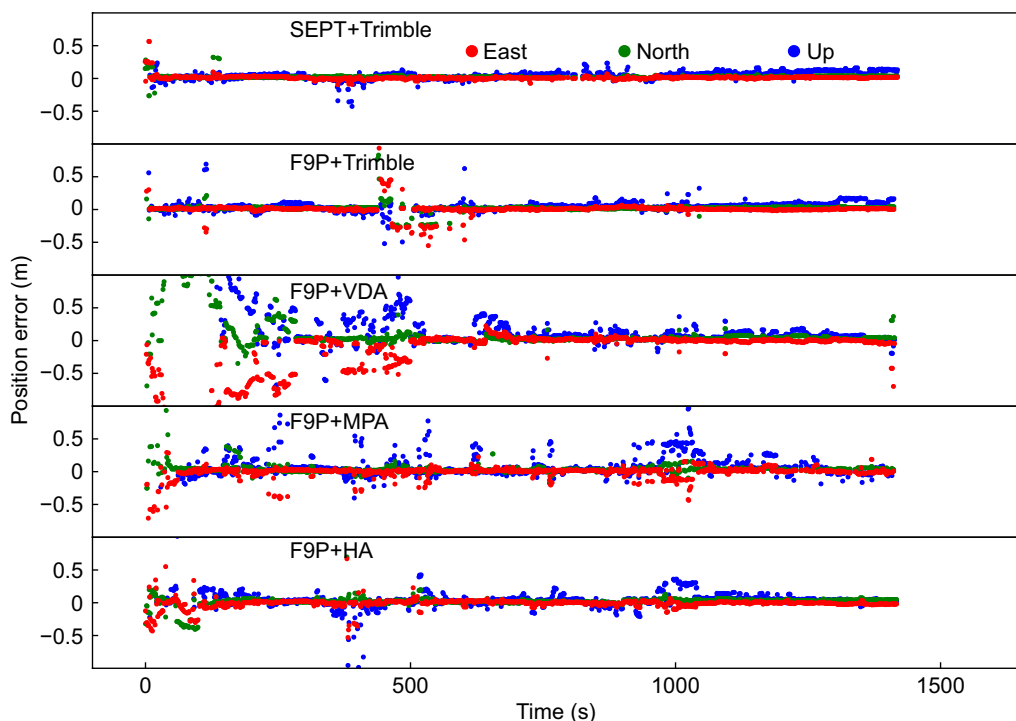 SEPT+Trimble
East North Up
0.5
0
−0.5
F9P+Trimble
0.5
0
−0.5
F9P+VDA
0.5
0
−0.5
F9P+MPA
0.5
0
−0.5
F9P+HA
0.5
0
−0.5
Position error (m)
0 500 1000 1500
Time (s)